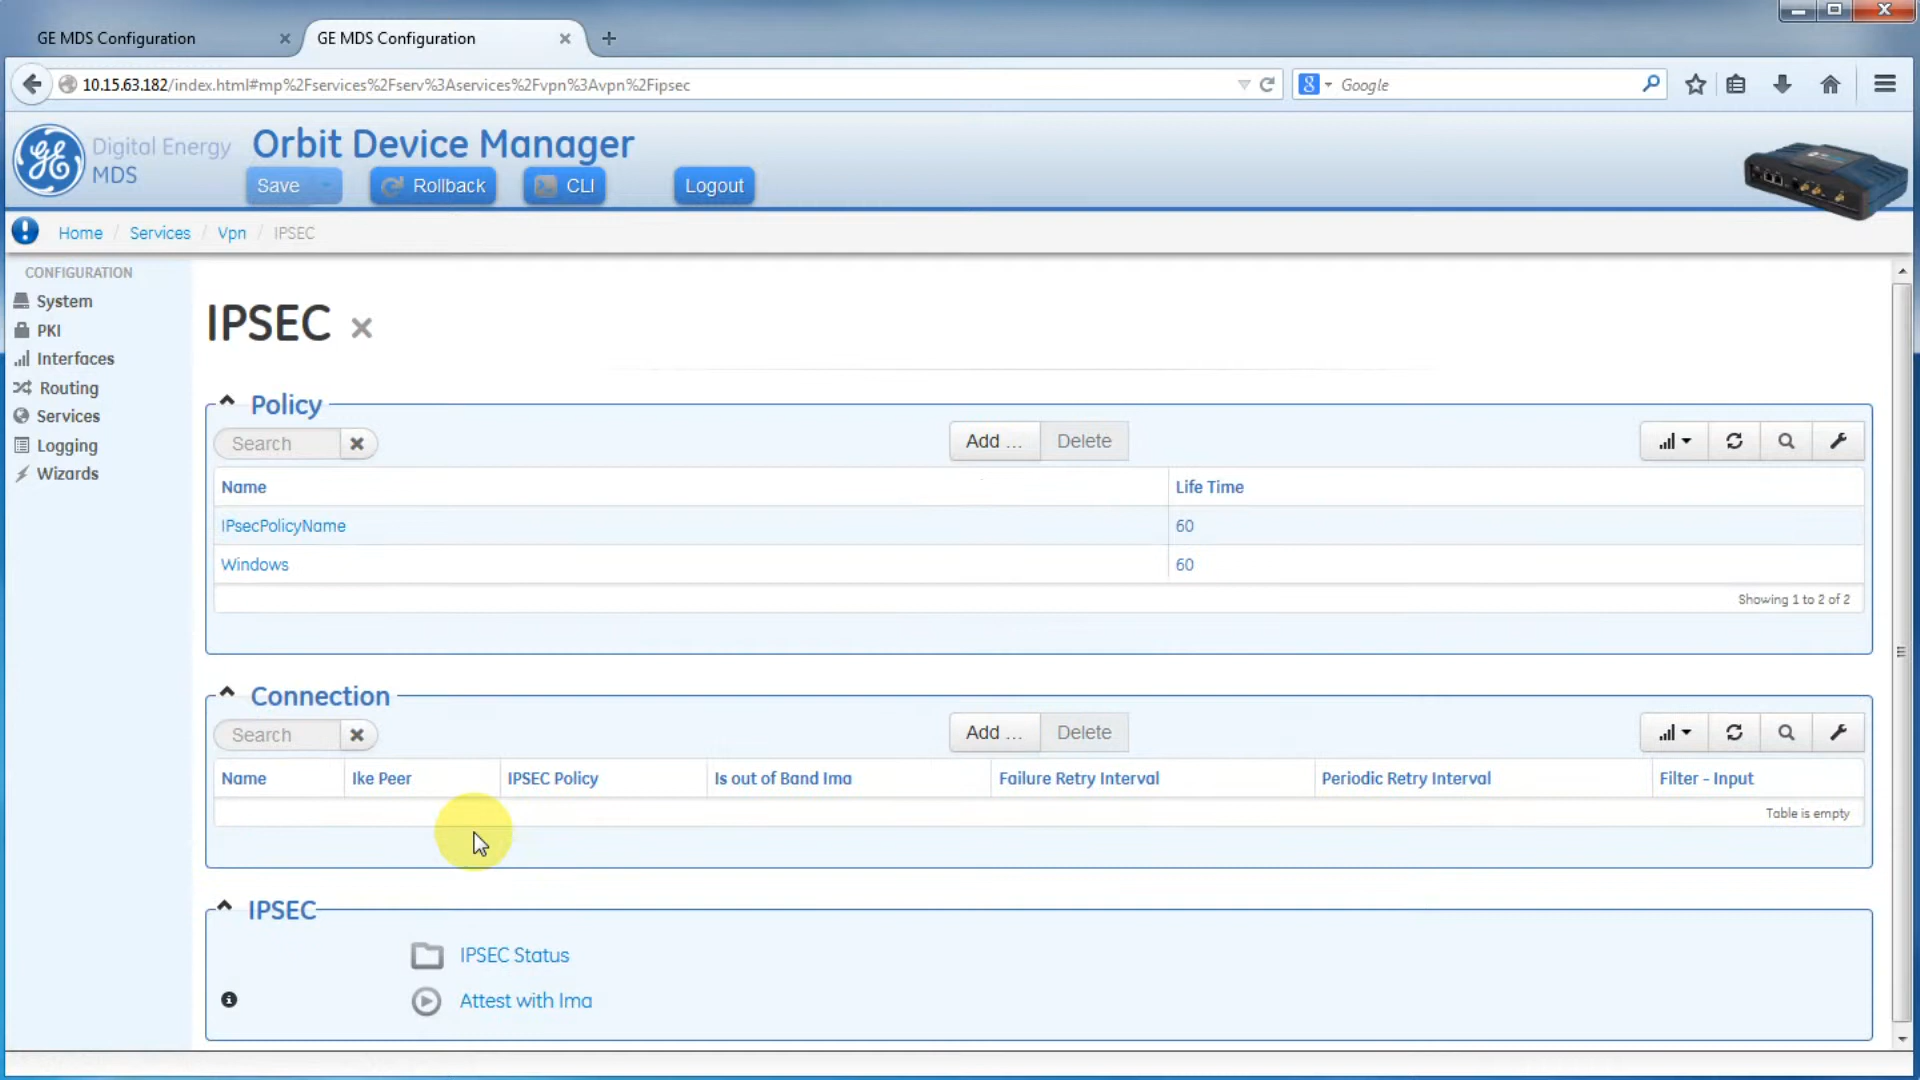 GE MDS Configuration
GE MDS Configuration
10.15.63.182/index.html#mp%2Fservices%2Fserv%3Aservices%2Fvpn%3Avpn%2Fipsec
Google
Digital Energy
MDS
Orbit Device Manager
Save
Rollback
CLI
Logout
Home / Services / Vpn / IPSEC
CONFIGURATION
System
PKI
Interfaces
Routing
Services
Logging
Wizards
IPSEC
Policy
Search
Add ...
Delete
Name
Life Time
IPsecPolicyName
60
Windows
60
Showing 1 to 2 of 2
Connection
Search
Add ...
Delete
Name
Ike Peer
IPSEC Policy
Is out of Band Ima
Failure Retry Interval
Periodic Retry Interval
Filter - Input
Table is empty
IPSEC
IPSEC Status
Attest with Ima